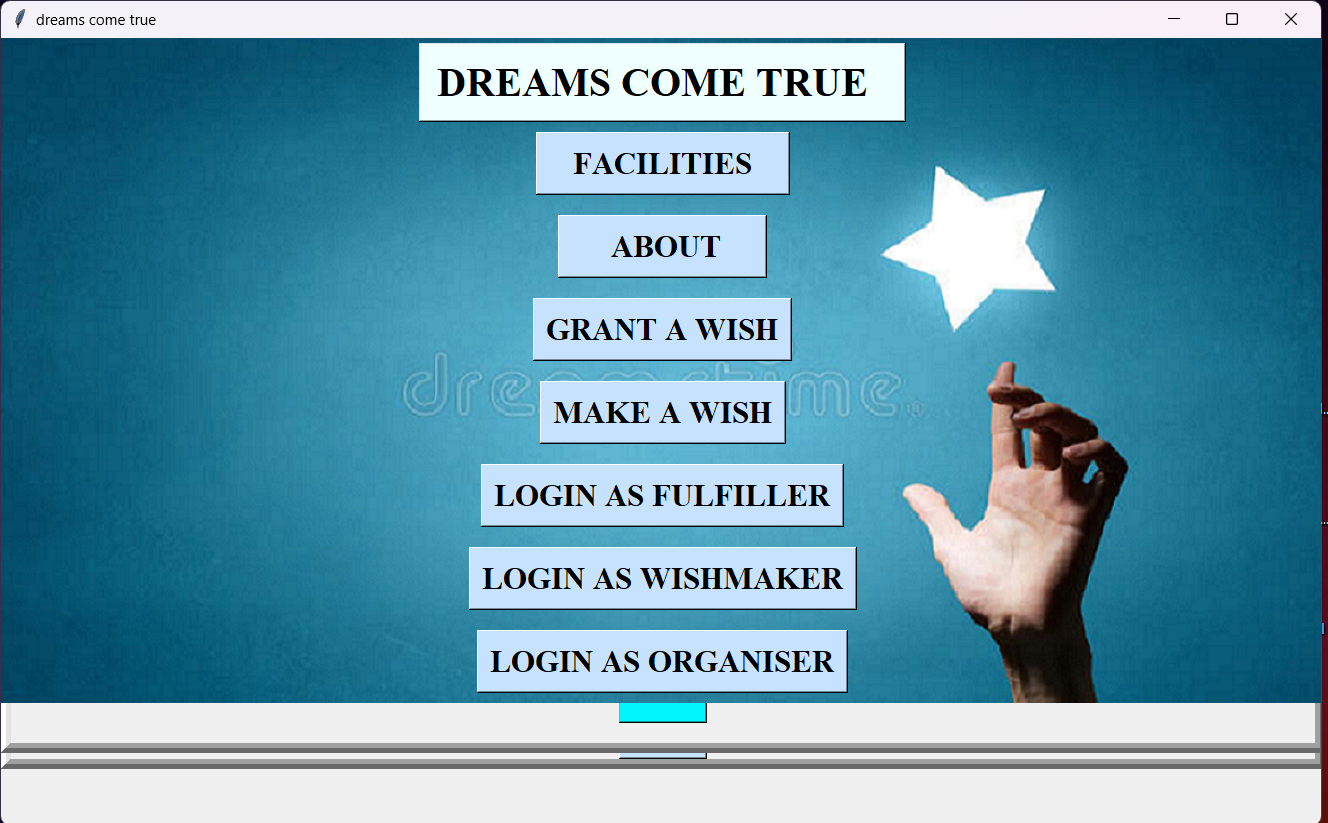 dreams come true
DREAMS COME TRUE
FACILITIES
ABOUT
GRANT A WISH
MAKE A WISH
LOGIN AS FULFILLER
LOGIN AS WISHMAKER
LOGIN AS ORGANISER